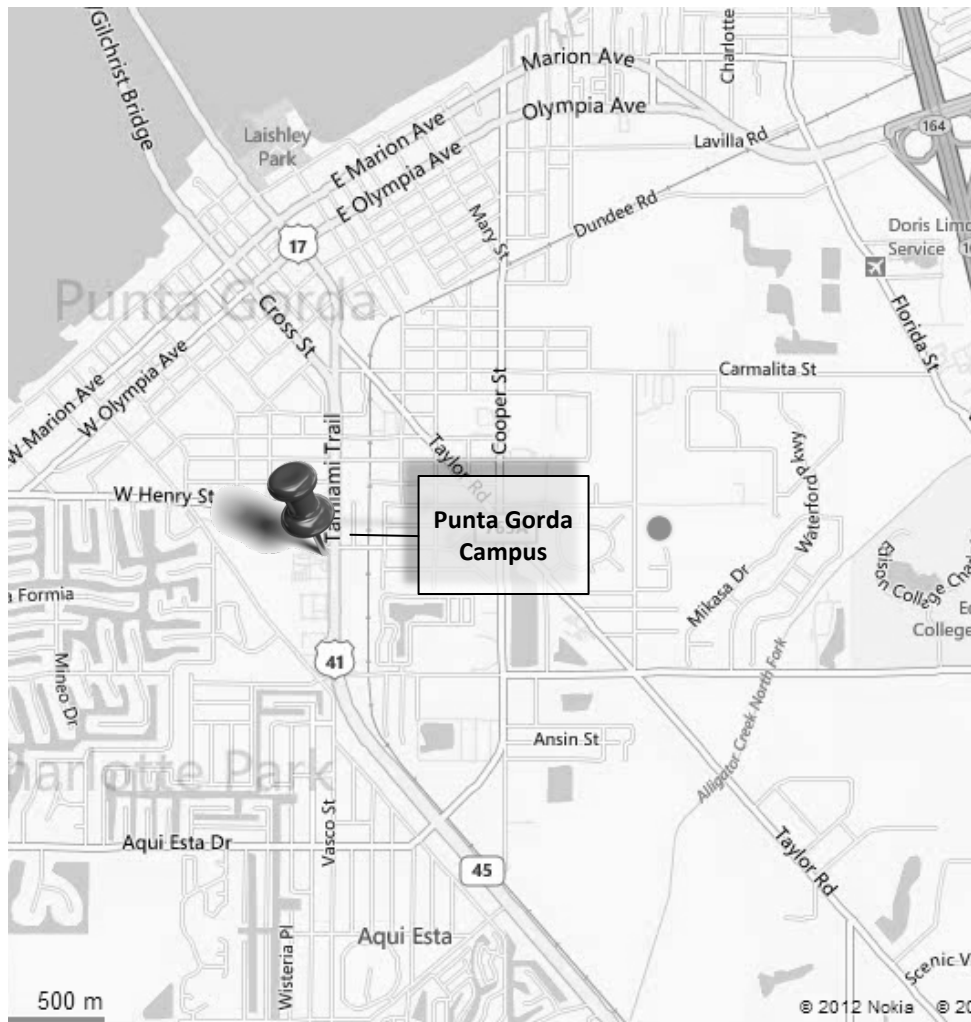 /Gilchrist Bridge
Marion Ave
Charlotte
Olympia Ave
Laishley
Park
E Marion Ave
E Olympia Ave
Lavilla Rd
164
Dundee Rd
Mary St
17
Doris Limo
Service
Punta Gorda
Cross St
Florida St
Carmalita St
W Marion Ave
W Olympia Ave
Cooper St
Tamiami Trail
Taylor Rd
W Henry St
Punta Gorda
Campus
Waterford Pkwy
Mikasa Dr
Edison Colla
College
a Formia
Mineo Dr
41
Alligator Creek North Fork
Ansin St
harlotte Park
Vasco St
Aqui Esta Dr
45
Taylor Rd
Aqui Esta
Wisteria Pl
Scenic V
500 m
© 2012 Nokia © 20